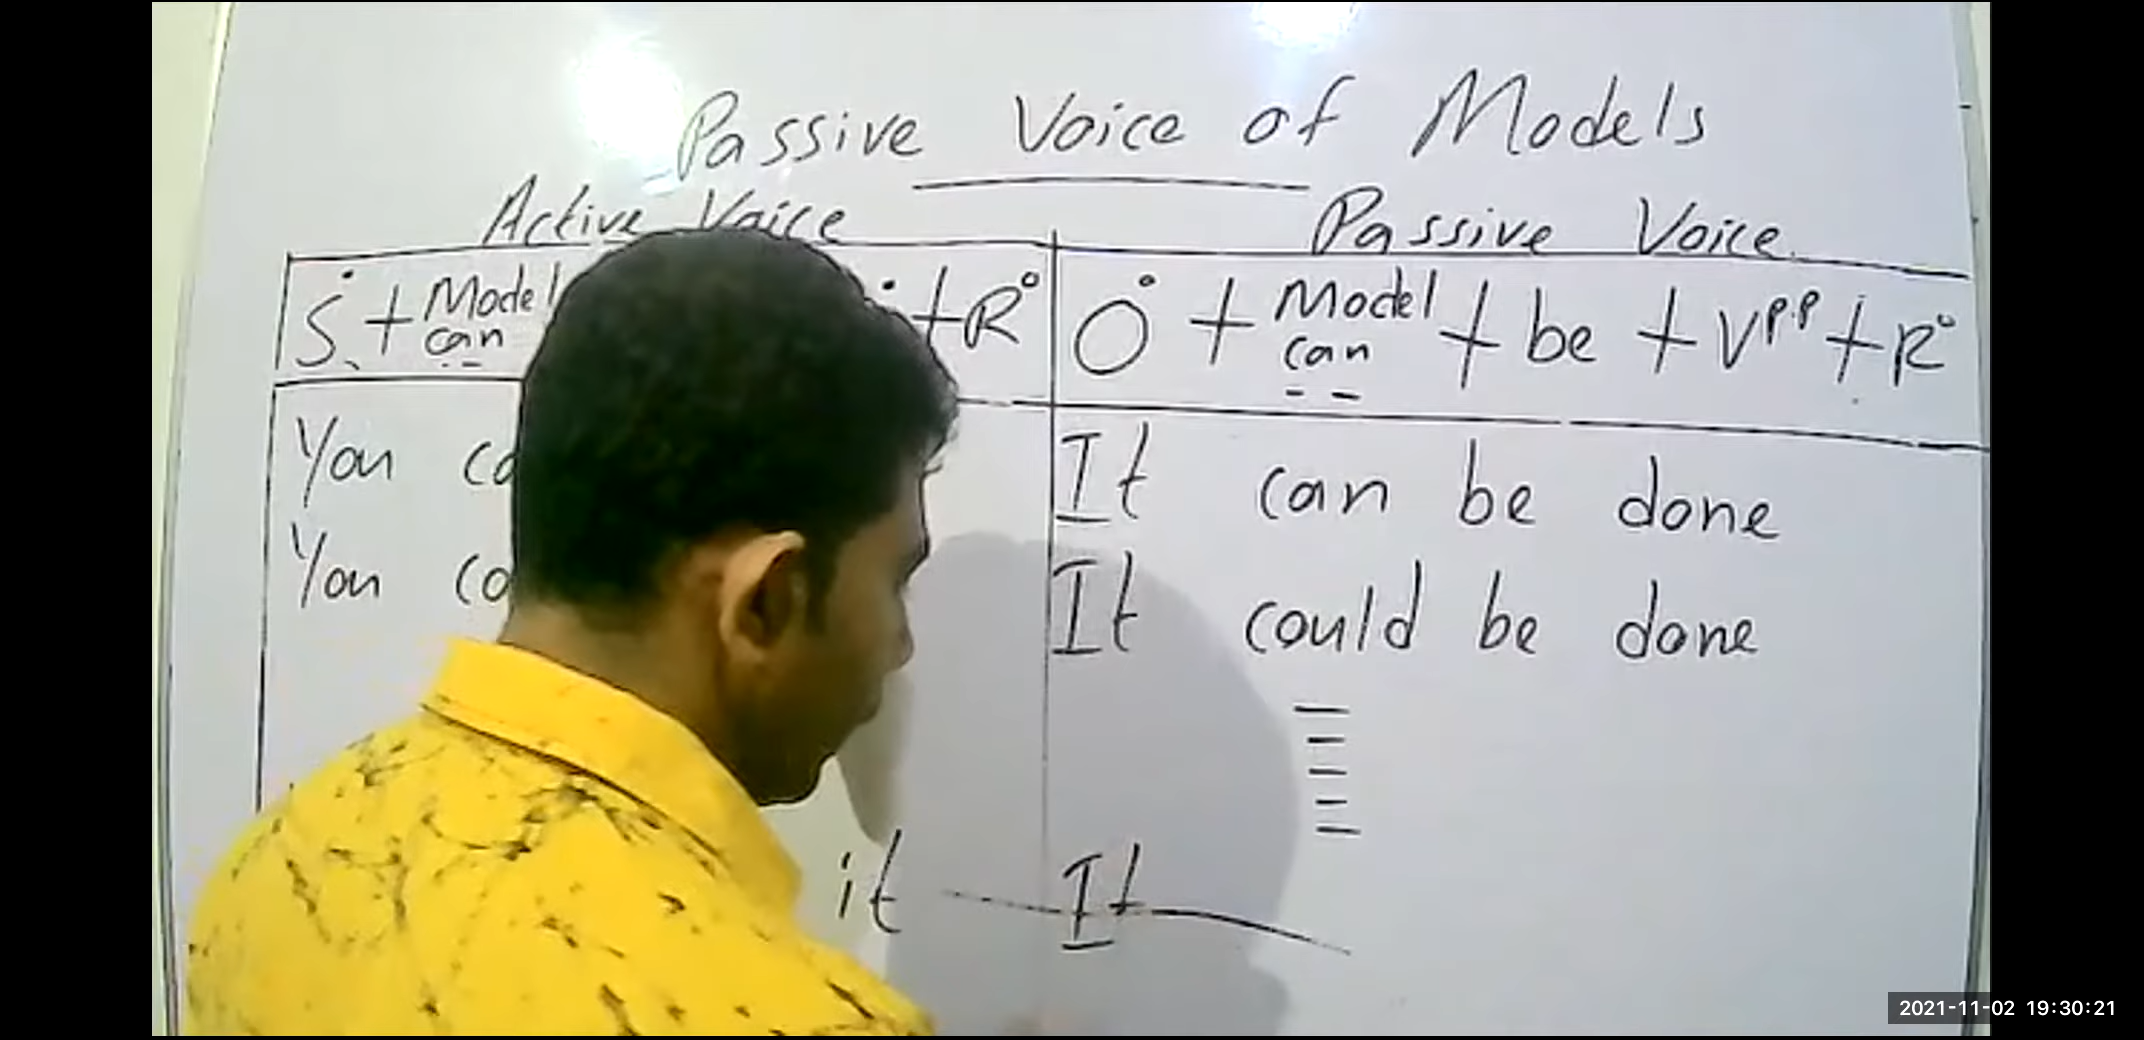 Passive Voice of Models
Active Voice
Passive Voice
S + Model + R
can
O + Model + be + V^p.p + R
can
You
You
It can be done
It could be done
it
It
2021-11-02 19:30:21